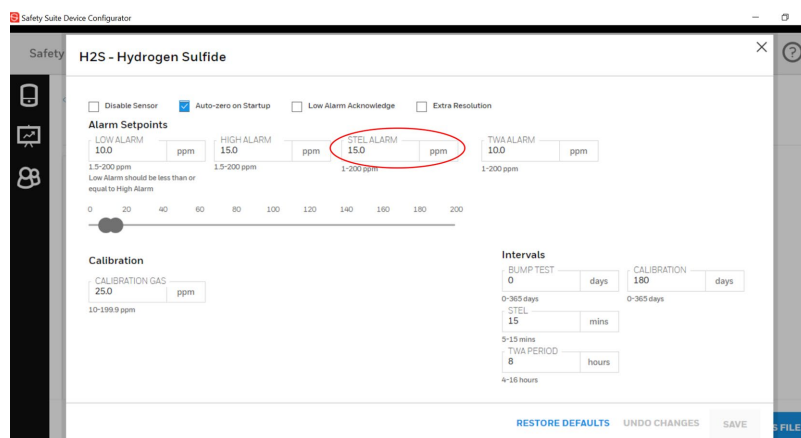 Safety Suite Device Configurator
Safety
H2S - Hydrogen Sulfide
Disable Sensor Auto-zero on Startup Low Alarm Acknowledge Extra Resolution
Alarm Setpoints
LOW ALARM HIGH ALARM STEL ALARM TWA ALARM
10.0 ppm 15.0 ppm 15.0 ppm 10.0 ppm
1.5-200 ppm 1.5-200 ppm 1-200 ppm 1-200 ppm
Low Alarm should be less than or
equal to High Alarm
0 20 40 60 80 100 120 140 160 180 200
Calibration
CALIBRATION GAS
25.0 ppm
10-199.9 ppm
Intervals
BUMP TEST CALIBRATION
0 days 180 days
0-365 days 0-365 days
STEL
15 mins
5-15 mins
TWA PERIOD
8 hours
4-16 hours
RESTORE DEFAULTS UNDO CHANGES SAVE
S FILE